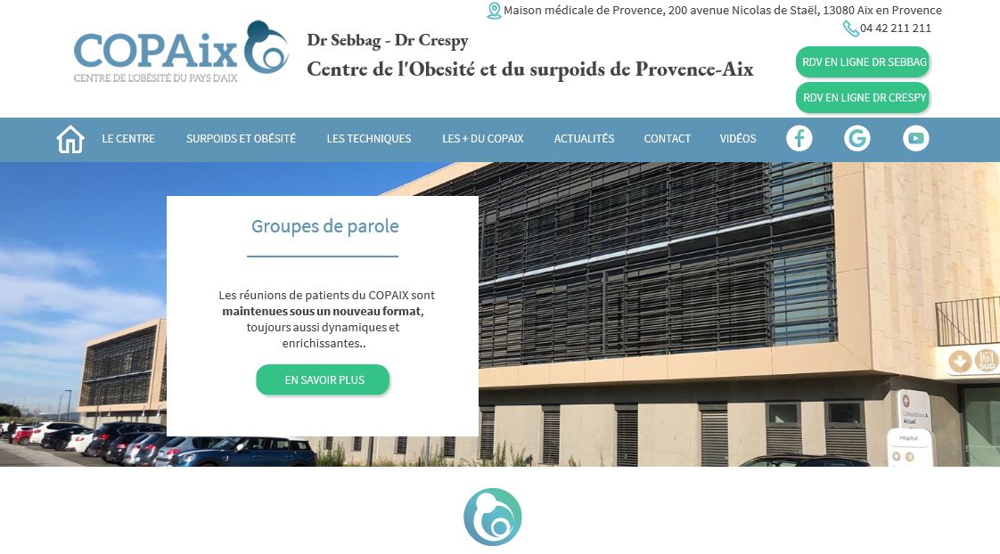 Maison médicale de Provence, 200 avenue Nicolas de Staël, 13080 Aix en Provence
04 42 211 211
COPAix
CENTRE DE L'OBÉSITÉ DU PAYS D'AIX
Dr Sebbag - Dr Crespy
Centre de l'Obesité et du surpoids de Provence-Aix
RDV EN LIGNE DR SEBBAG
RDV EN LIGNE DR CRESPY
LE CENTRE SURPOIDS ET OBÉSITÉ LES TECHNIQUES LES + DU COPAIX ACTUALITÉS CONTACT VIDÉOS
Groupes de parole
Les réunions de patients du COPAIX sont
maintenues sous un nouveau format,
toujours aussi dynamiques et
enrichissantes..
EN SAVOIR PLUS
SUD
Consultations A
Accueil
Hôpital